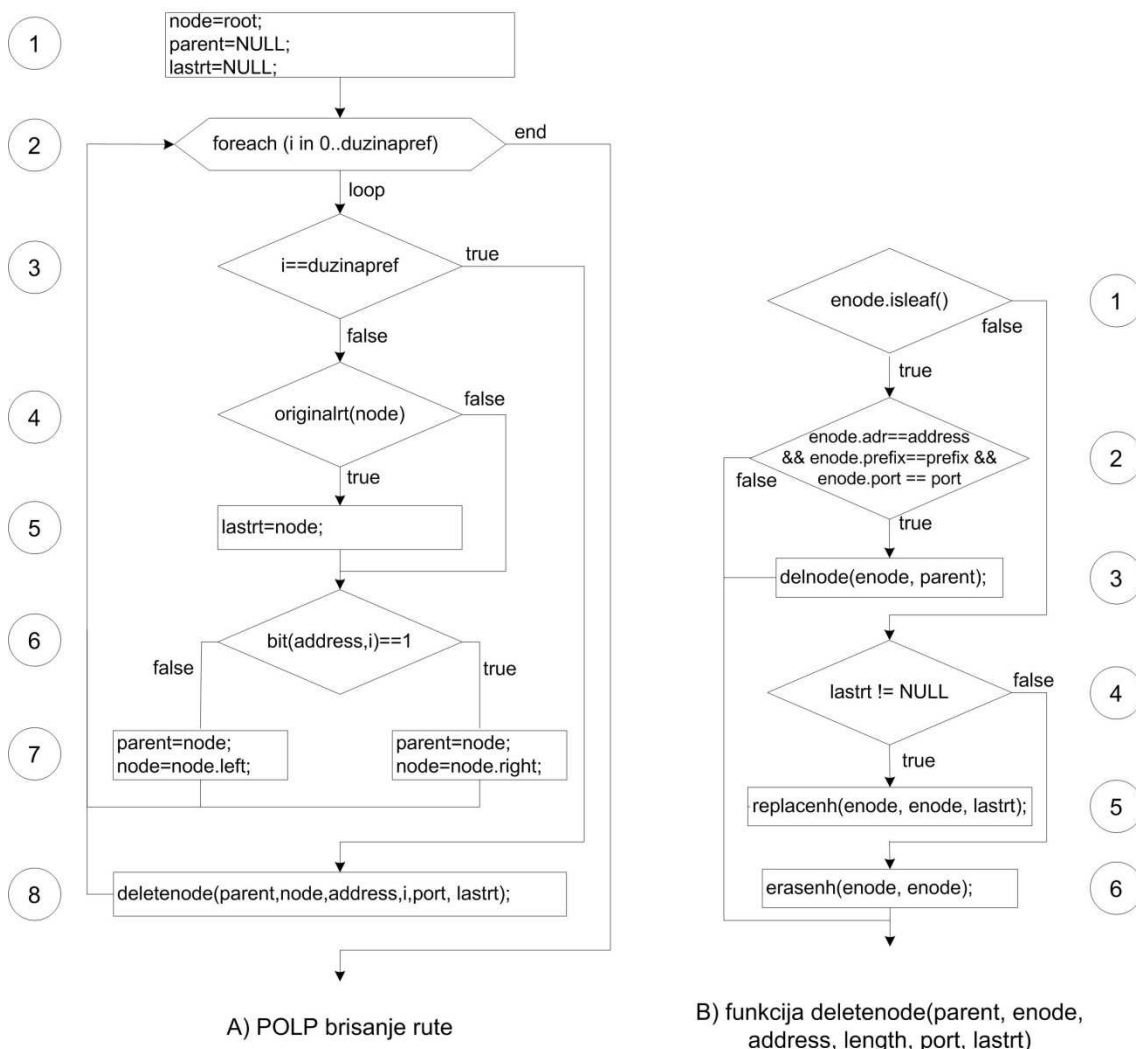 1
node=root;
parent=NULL;
lastrt=NULL;
2
foreach (i in 0..duzinapref)
end
loop
3
i==duzinapref
true
false
4
originalrt(node)
false
true
5
lastrt=node;
6
bit(address,i)==1
false
true
7
parent=node;
node=node.left;
parent=node;
node=node.right;
8
deletenode(parent,node,address,i,port, lastrt);
A) POLP brisanje rute
enode.isleaf()
1
false
true
enode.adr==address
&& enode.prefix==prefix &&
enode.port == port
2
false
true
delnode(enode, parent);
3
lastrt != NULL
false
4
true
replacenh(enode, enode, lastrt);
5
erasenh(enode, enode);
6
B) funkcija deletenode(parent, enode,
address, length, port, lastrt)